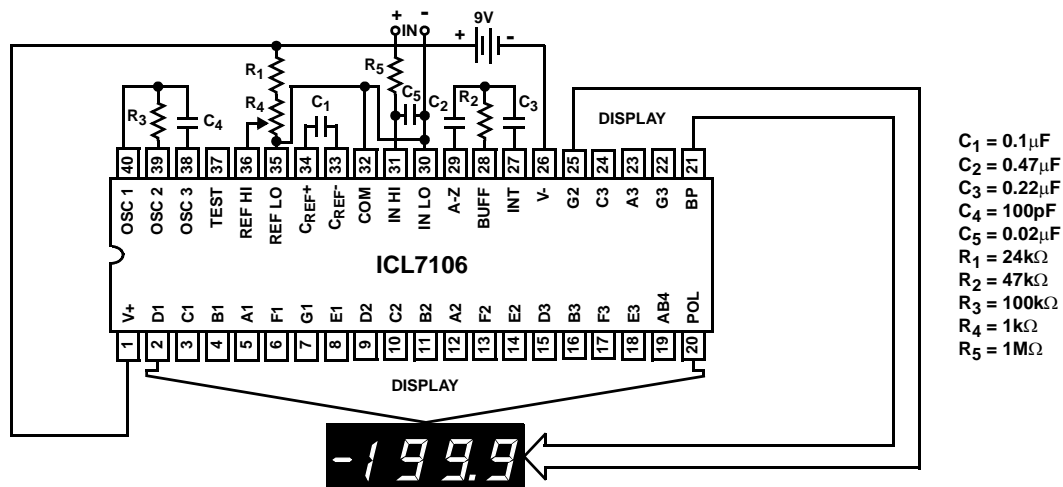 + -
IN
9V
+ -
R1
R5
R4
C1
C5
C2
R2
C3
R3
C4
DISPLAY
40 39 38 37 36 35 34 33 32 31 30 29 28 27 26 25 24 23 22 21
OSC 1
OSC 2
OSC 3
TEST
REF HI
REF LO
CREF+
CREF-
COM
IN HI
IN LO
A-Z
BUFF
INT
V-
G2
C3
A3
G3
BP
ICL7106
V+
D1
C1
B1
A1
F1
G1
E1
D2
C2
B2
A2
F2
E2
D3
B3
F3
E3
AB4
POL
1 2 3 4 5 6 7 8 9 10 11 12 13 14 15 16 17 18 19 20
DISPLAY
-199.9
C1 = 0.1µF
C2 = 0.47µF
C3 = 0.22µF
C4 = 100pF
C5 = 0.02µF
R1 = 24kΩ
R2 = 47kΩ
R3 = 100kΩ
R4 = 1kΩ
R5 = 1MΩ